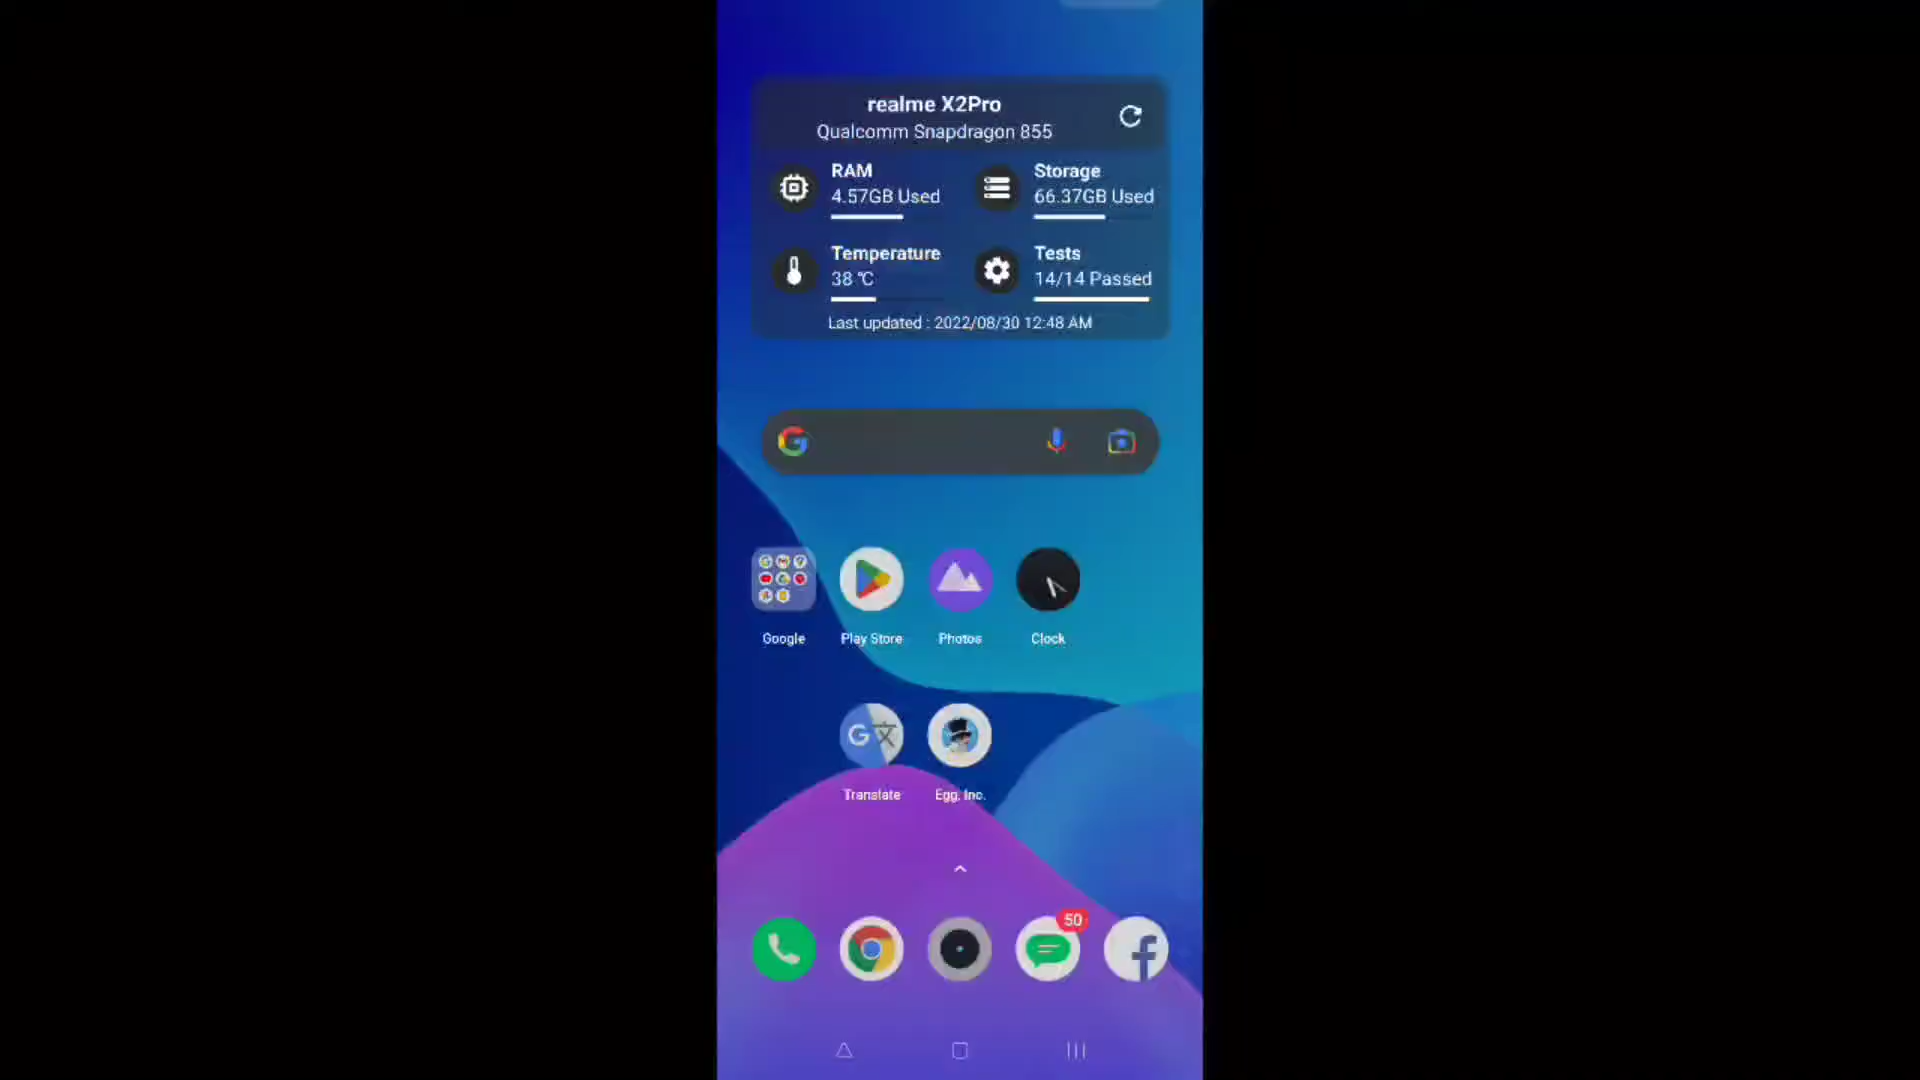 realme X2Pro
Qualcomm Snapdragon 855
RAM
4.57GB Used
Storage
66.37GB Used
Temperature
38 ℃
Tests
14/14 Passed
Last updated : 2022/08/30 12:48 AM
Google
Play Store
Photos
Clock
Translate
Egg, Inc.
50